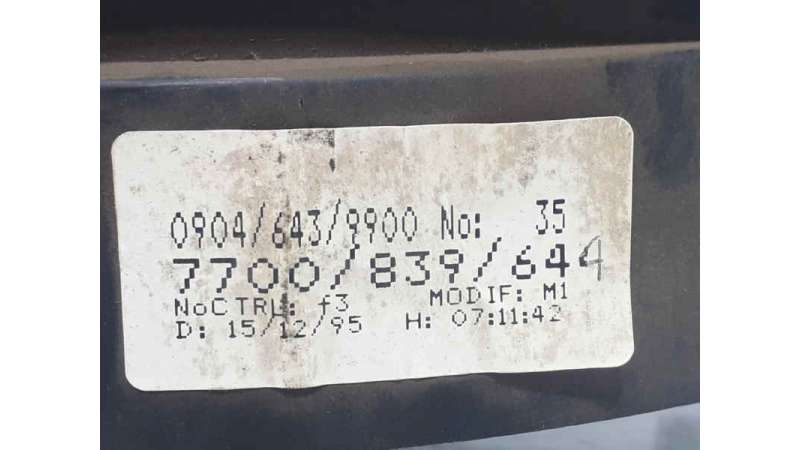 0904/643/9900 No: 35
7700/839/644
NoCTRL: f3 MODIF: M1
D: 15/12/95 H: 07:11:42